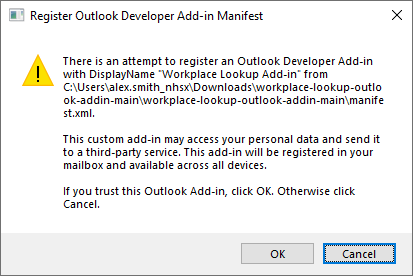 Register Outlook Developer Add-in Manifest
There is an attempt to register an Outlook Developer Add-in
with DisplayName "Workplace Lookup Add-in" from
C:\Users\alex.smith_nhsx\Downloads\workplace-lookup-outlo
ok-addin-main\workplace-lookup-outlook-addin-main\manife
st.xml.
This custom add-in may access your personal data and send it
to a third-party service. This add-in will be registered in your
mailbox and available across all devices.
If you trust this Outlook Add-in, click OK. Otherwise click
Cancel.
OK
Cancel